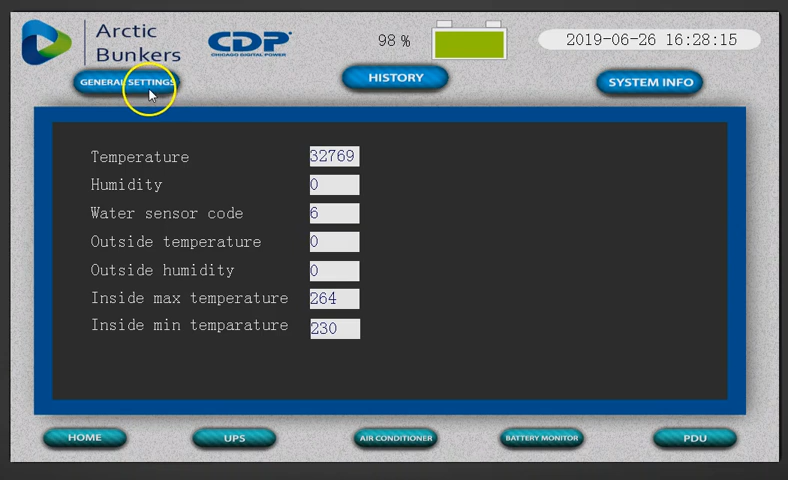 Arctic
Bunkers
CDP
CHICAGO DIGITAL POWER
98 %
2019-06-26 16:28:15
GENERAL SETTINGS
HISTORY
SYSTEM INFO
Temperature 32769
Humidity 0
Water sensor code 6
Outside temperature 0
Outside humidity 0
Inside max temperature 264
Inside min temparature 230
HOME
UPS
AIR CONDITIONER
BATTERY MONITOR
PDU